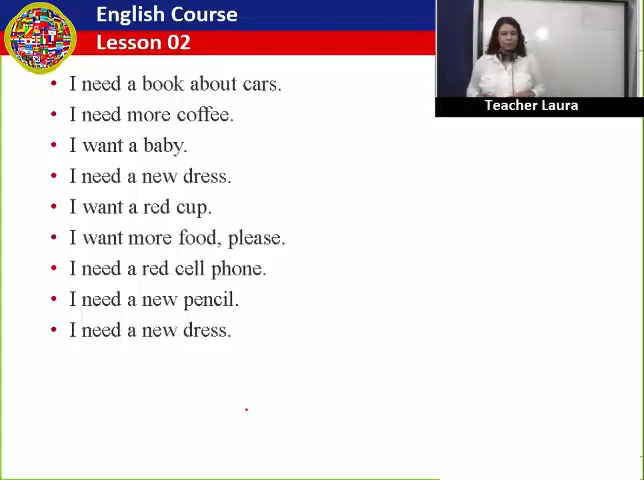 English Course
Lesson 02
Teacher Laura
• I need a book about cars.
• I need more coffee.
• I want a baby.
• I need a new dress.
• I want a red cup.
• I want more food, please.
• I need a red cell phone.
• I need a new pencil.
• I need a new dress.